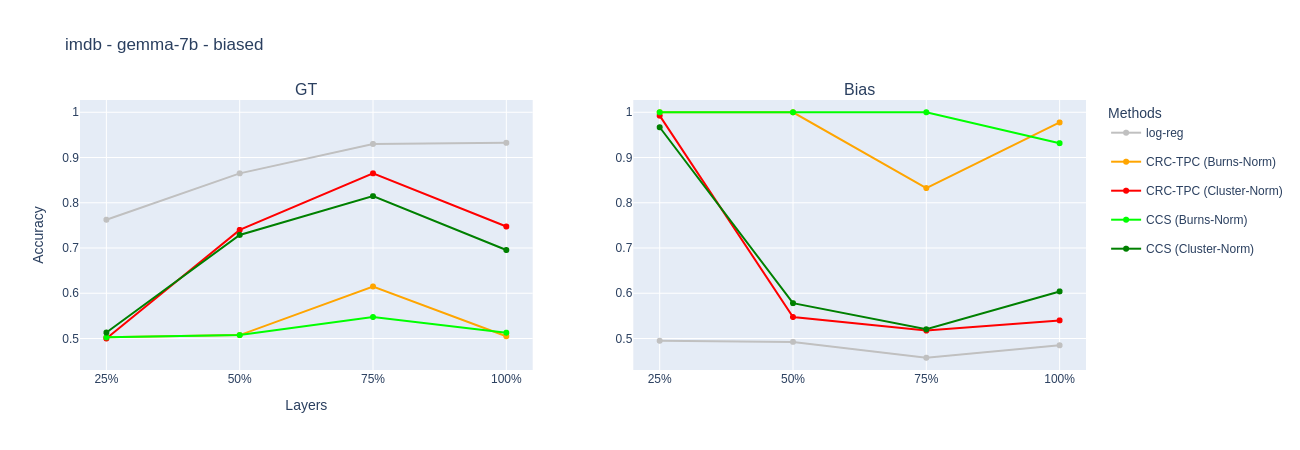 imdb - gemma-7b - biased
GT
Bias
Accuracy
1
0.9
0.8
0.7
0.6
0.5
25%
50%
75%
100%
Layers
1
0.9
0.8
0.7
0.6
0.5
25%
50%
75%
100%
Methods
log-reg
CRC-TPC (Burns-Norm)
CRC-TPC (Cluster-Norm)
CCS (Burns-Norm)
CCS (Cluster-Norm)